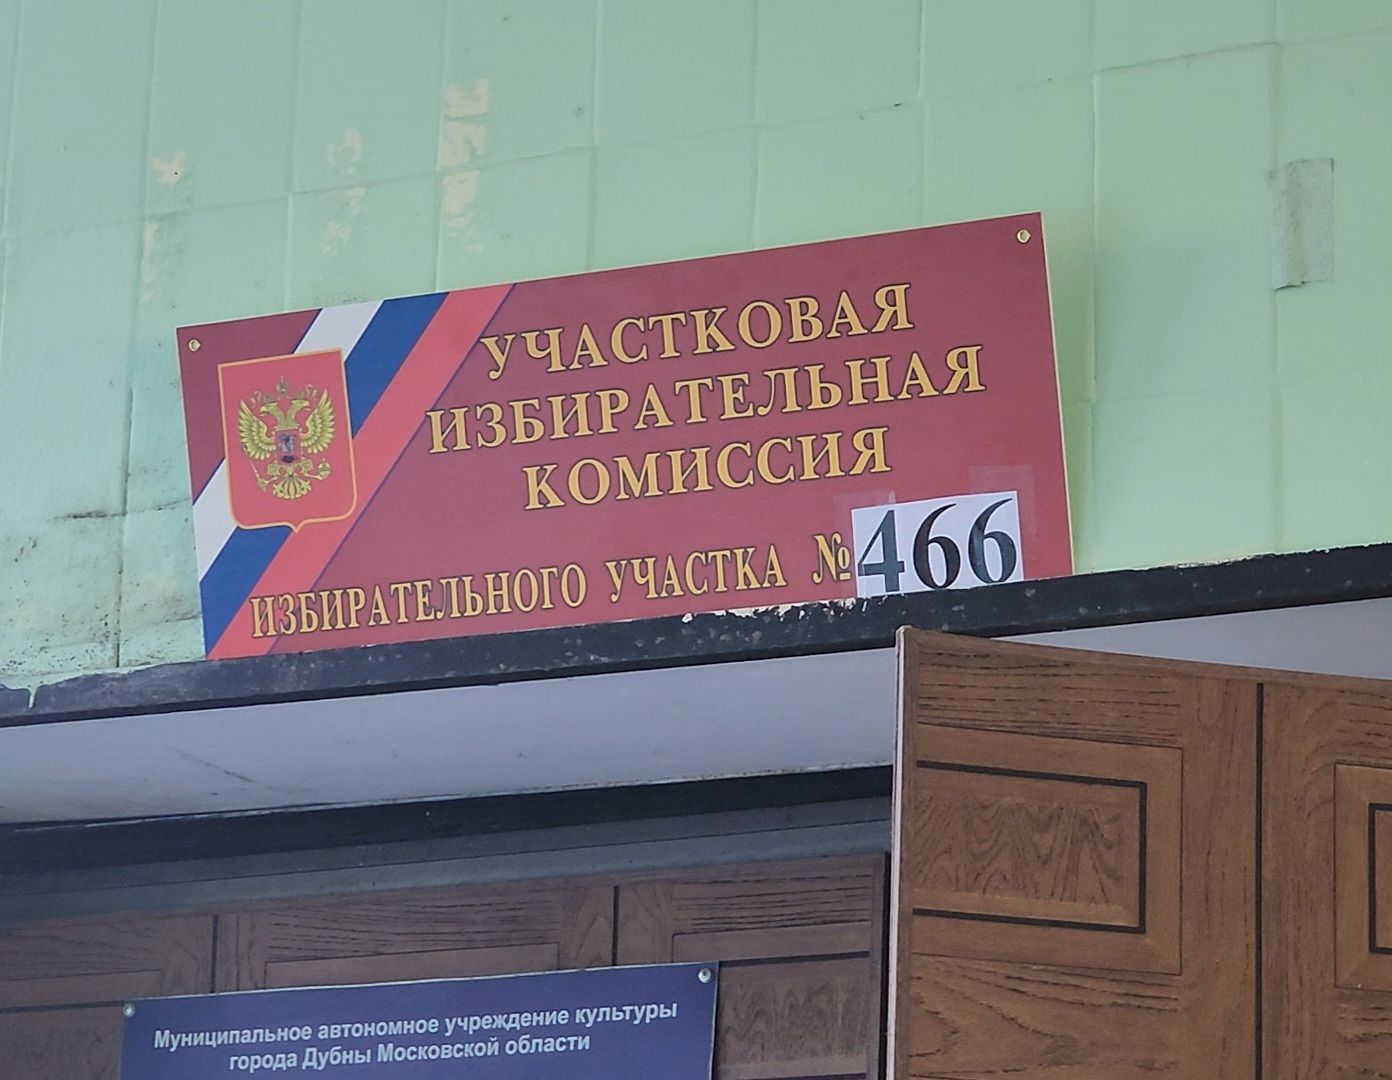 УЧАСТКОВАЯ
ИЗБИРАТЕЛЬНАЯ
КОМИССИЯ
ИЗБИРАТЕЛЬНОГО УЧАСТКА №466
Муниципальное автономное учреждение культуры
города Дубны Московской области